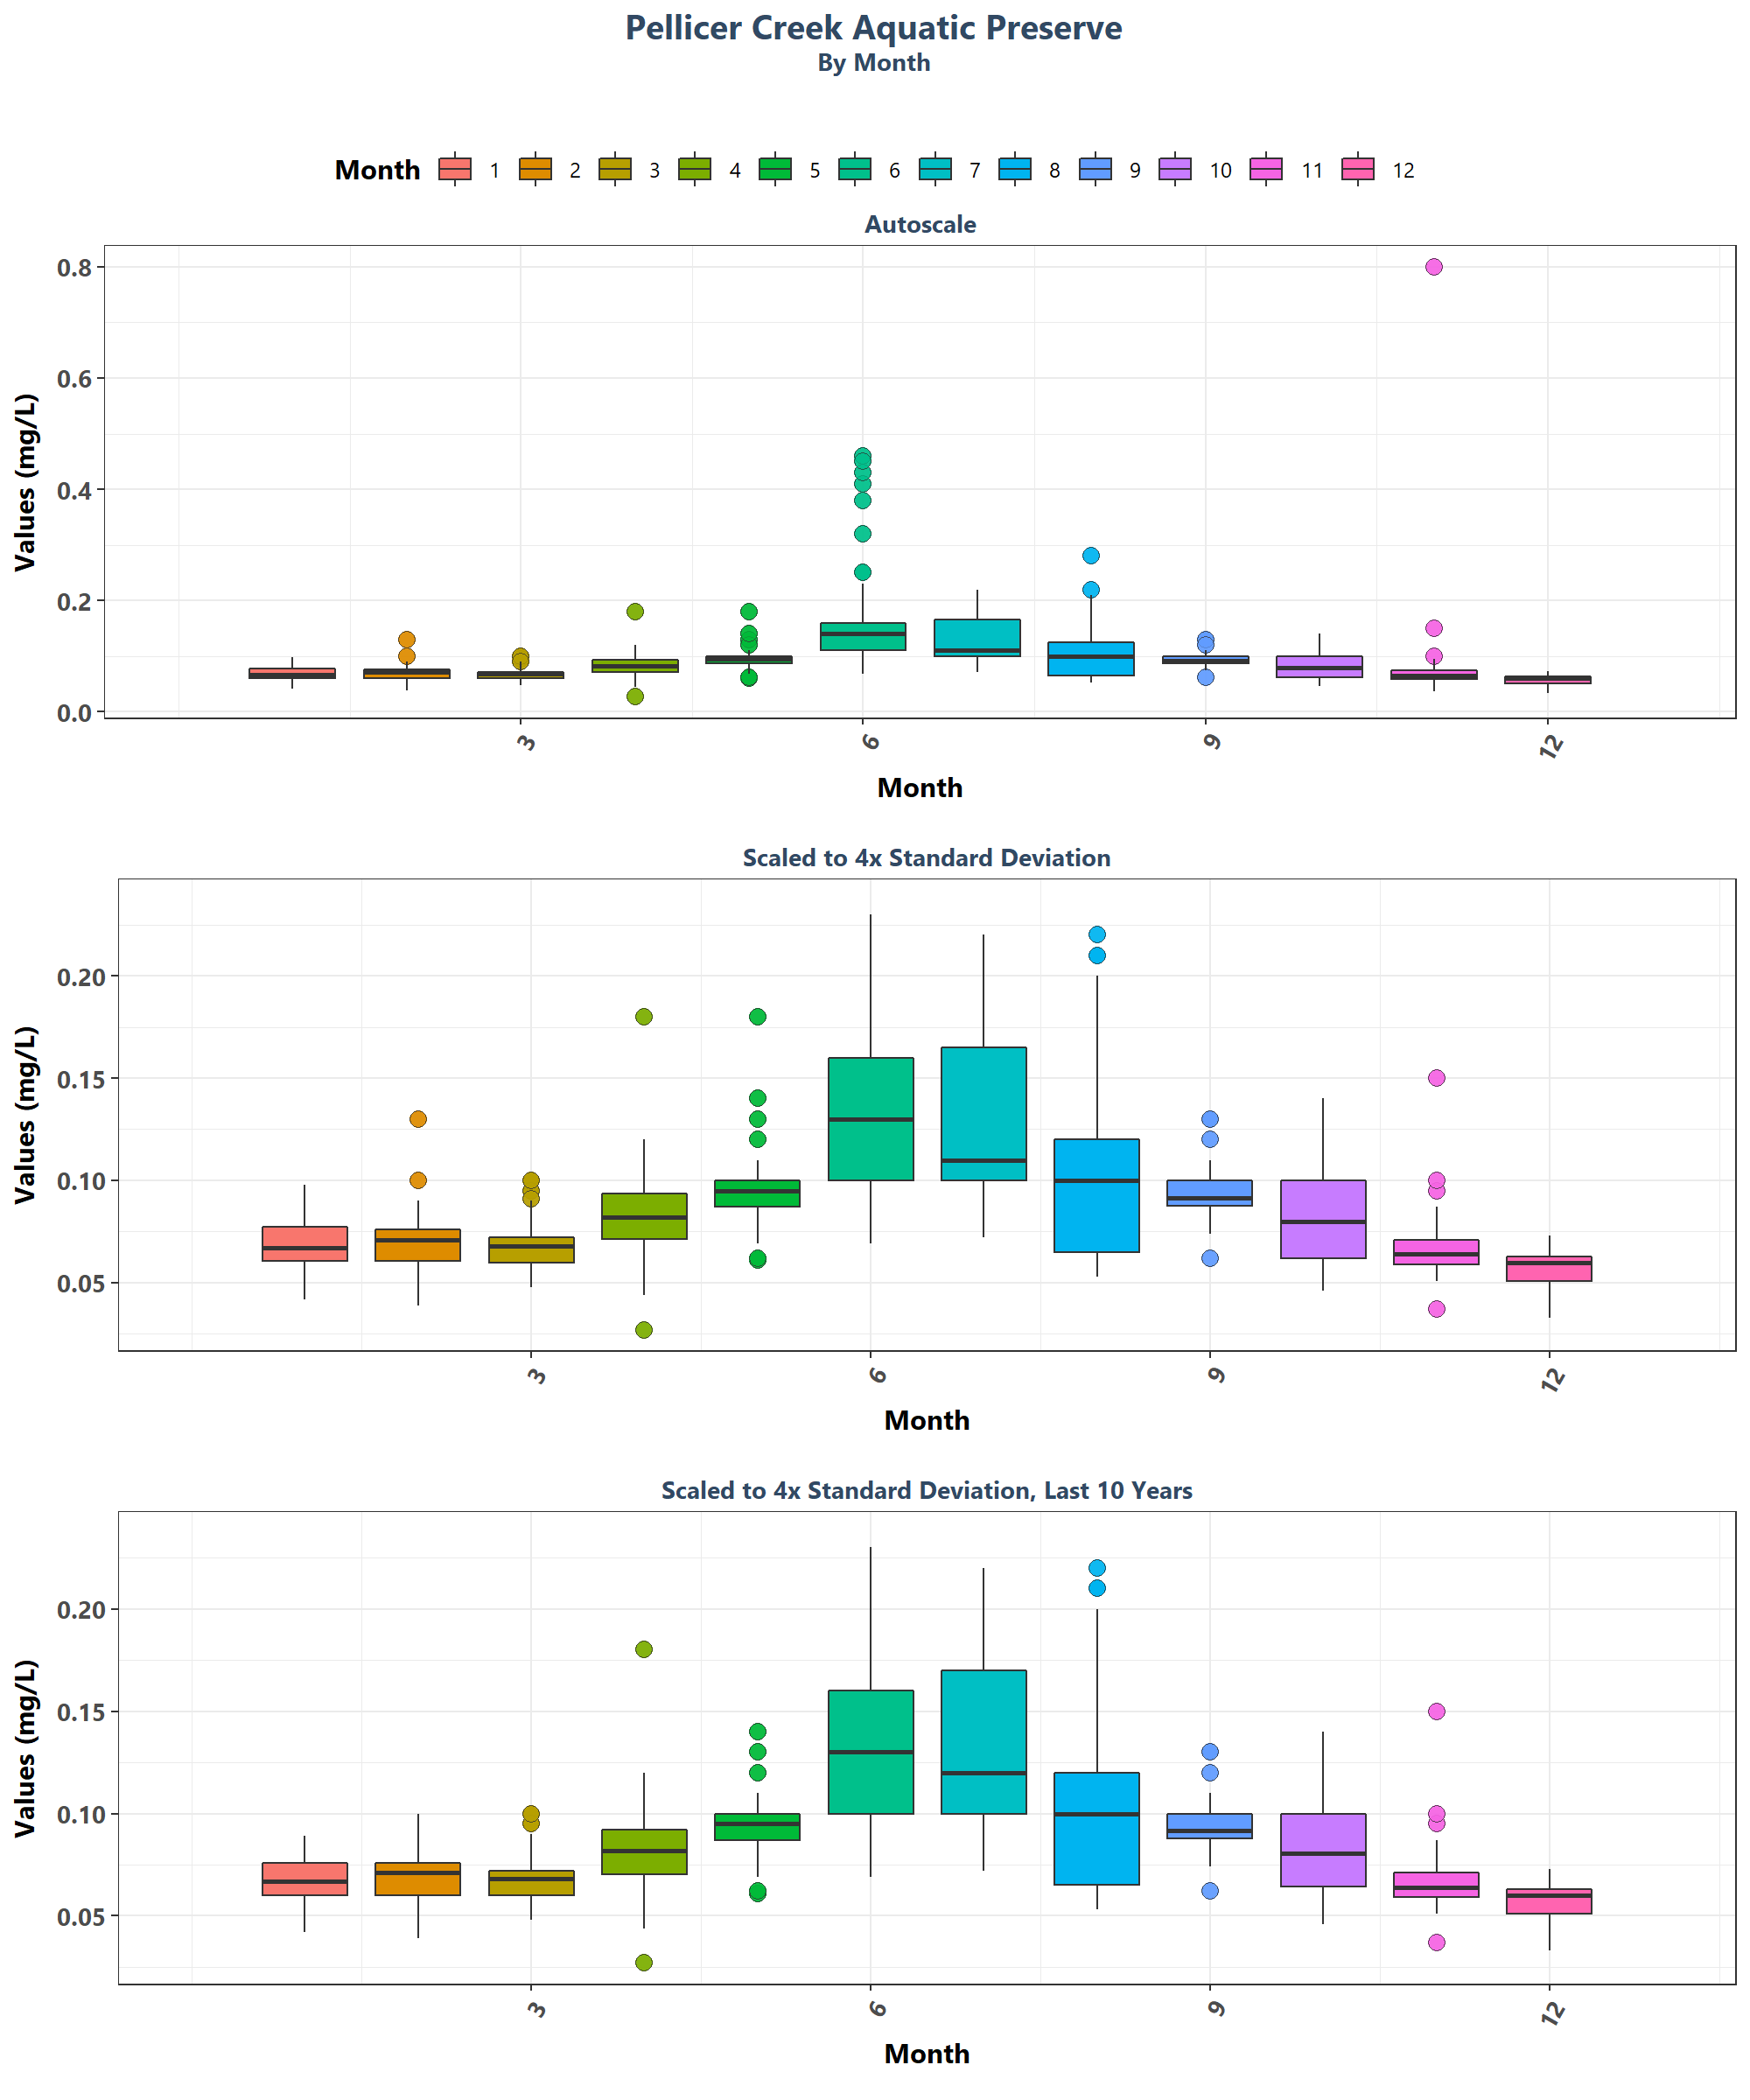 Pellicer Creek Aquatic Preserve
By Month
Month 1 2 3 4 5 6 7 8 9 10 11 12
Autoscale
Values (mg/L)
0.8
0.6
0.4
0.2
0.0
3 6 9 12
Month
Scaled to 4x Standard Deviation
Values (mg/L)
0.20
0.15
0.10
0.05
3 6 9 12
Month
Scaled to 4x Standard Deviation, Last 10 Years
Values (mg/L)
0.20
0.15
0.10
0.05
3 6 9 12
Month